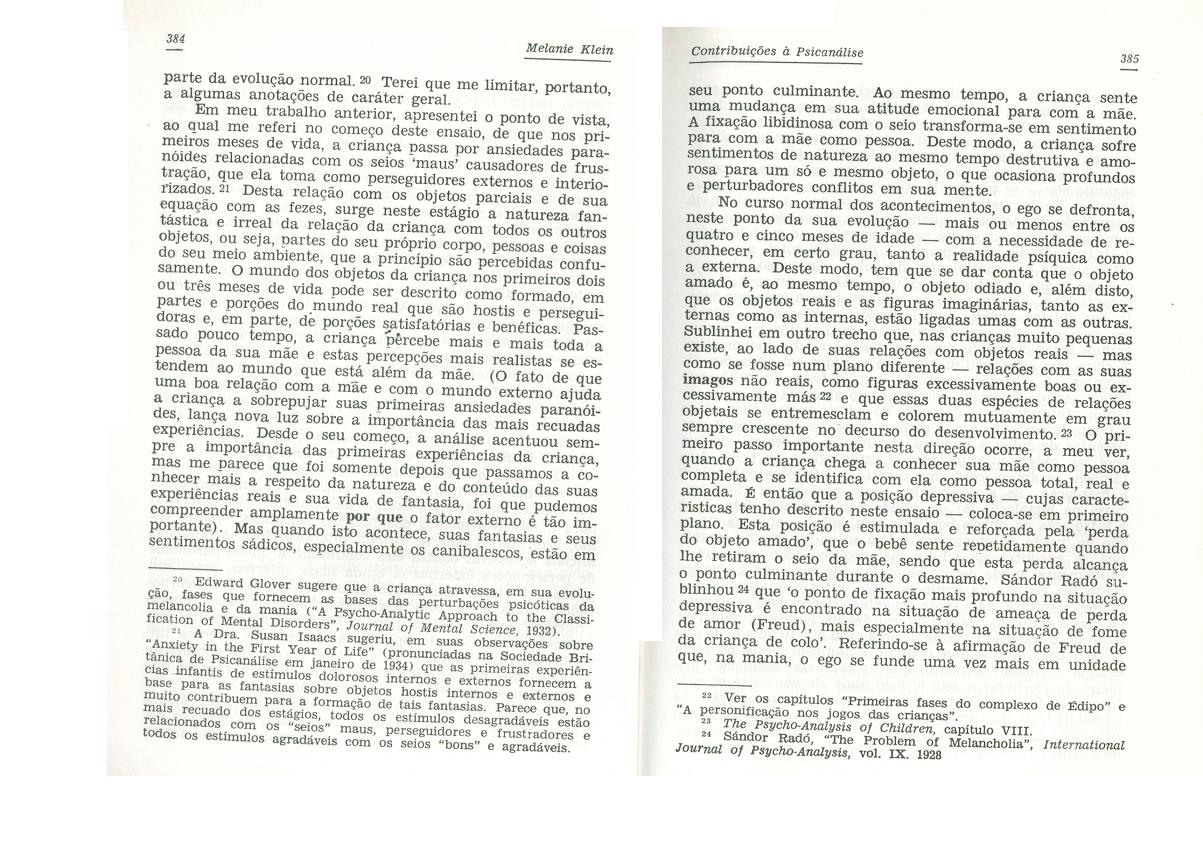 384
Melanie Klein
parte da evolução normal. 20 Terei que me limitar, portanto,
a algumas anotações de caráter geral.
Em meu trabalho anterior, apresentei o ponto de vista,
ao qual me referi no começo deste ensaio, de que nos pri-
meiros meses de vida, a criança passa por ansiedades para-
nóides relacionadas com os seios 'maus' causadores de frus-
tração, que ela toma como perseguidores externos e interio-
rizados. 21 Desta relação com os objetos parciais e de sua
equação com as fezes, surge neste estágio a natureza fan-
tástica e irreal da relação da criança com todos os outros
objetos, ou seja, partes do seu próprio corpo, pessoas e coisas
do seu meio ambiente, que a princípio são percebidas confu-
samente. O mundo dos objetos da criança nos primeiros dois
ou três meses de vida pode ser descrito como formado, em
partes e porções do mundo real que são hostis e persegui-
doras e, em parte, de porções satisfatórias e benéficas. Pas-
sado pouco tempo, a criança percebe mais e mais toda a
pessoa da sua mãe e estas percepções mais realistas se es-
tendem ao mundo que está além da mãe. (O fato de que
uma boa relação com a mãe e com o mundo externo ajuda
a criança a sobrepujar suas primeiras ansiedades paranói-
des, lança nova luz sobre a importância das mais recuadas
experiências. Desde o seu começo, a análise acentuou sem-
pre a importância das primeiras experiências da criança,
mas me parece que foi somente depois que passamos a co-
nhecer mais a respeito da natureza e do conteúdo das suas
experiências reais e sua vida de fantasia, foi que pudemos
compreender amplamente por que o fator externo é tão im-
portante). Mas quando isto acontece, suas fantasias e seus
sentimentos sádicos, especialmente os canibalescos, estão em
20 Edward Glover sugere que a criança atravessa, em sua evolu-
ção, fases que fornecem as bases das perturbações psicóticas da
melancolia e da mania ("A Psycho-Analytic Approach to the Classi-
fication of Mental Disorders", Journal of Mental Science, 1932).
21 A Dra. Susan Isaacs sugeriu, em suas observações sobre
"Anxiety in the First Year of Life" (pronunciadas na Sociedade Bri-
tânica de Psicanálise em janeiro de 1934) que as primeiras experiên-
cias infantis de estímulos dolorosos internos e externos fornecem a
base para as fantasias sobre objetos hostis internos e externos e
muito contribuem para a formação de tais fantasias. Parece que, no
mais recuado dos estágios, todos os estímulos desagradáveis estão
relacionados com os "seios" maus, perseguidores e frustradores e
todos os estímulos agradáveis com os seios "bons" e agradáveis.
Contribuições à Psicanálise
385
seu ponto culminante. Ao mesmo tempo, a criança sente
uma mudança em sua atitude emocional para com a mãe.
A fixação libidinosa com o seio transforma-se em sentimento
para com a mãe como pessoa. Deste modo, a criança sofre
sentimentos de natureza ao mesmo tempo destrutiva e amo-
rosa para um só e mesmo objeto, o que ocasiona profundos
e perturbadores conflitos em sua mente.
No curso normal dos acontecimentos, o ego se defronta,
neste ponto da sua evolução — mais ou menos entre os
quatro e cinco meses de idade — com a necessidade de re-
conhecer, em certo grau, tanto a realidade psíquica como
a externa. Deste modo, tem que se dar conta que o objeto
amado é, ao mesmo tempo, o objeto odiado e, além disto,
que os objetos reais e as figuras imaginárias, tanto as ex-
ternas como as internas, estão ligadas umas com as outras.
Sublinhei em outro trecho que, nas crianças muito pequenas
existe, ao lado de suas relações com objetos reais — mas
como se fosse num plano diferente — relações com as suas
imagos não reais, como figuras excessivamente boas ou ex-
cessivamente más 22 e que essas duas espécies de relações
objetais se entremesclam e colorem mutuamente em grau
sempre crescente no decurso do desenvolvimento. 23 O pri-
meiro passo importante nesta direção ocorre, a meu ver,
quando a criança chega a conhecer sua mãe como pessoa
completa e se identifica com ela como pessoa total, real e
amada. É então que a posição depressiva — cujas caracte-
risticas tenho descrito neste ensaio — coloca-se em primeiro
plano. Esta posição é estimulada e reforçada pela 'perda
do objeto amado', que o bebê sente repetidamente quando
lhe retiram o seio da mãe, sendo que esta perda alcança
o ponto culminante durante o desmame. Sándor Radó su-
blinhou 24 que 'o ponto de fixação mais profundo na situação
depressiva é encontrado na situação de ameaça de perda
de amor (Freud), mais especialmente na situação de fome
da criança de colo'. Referindo-se à afirmação de Freud de
que, na mania, o ego se funde uma vez mais em unidade
22 Ver os capítulos "Primeiras fases do complexo de Édipo" e
"A personificação nos jogos das crianças".
23 The Psycho-Analysis of Children, capítulo VIII.
24 Sándor Radó, "The Problem of Melancholia", International
Journal of Psycho-Analysis, vol. IX. 1928